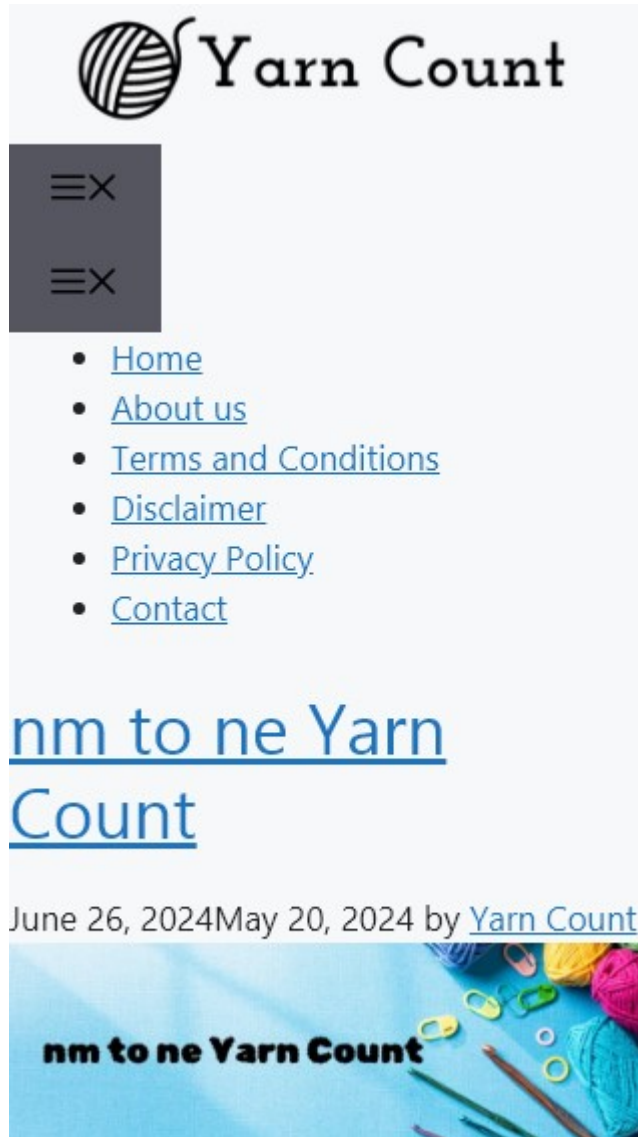 Yarn Count
Home
About us
Terms and Conditions
Disclaimer
Privacy Policy
Contact
nm to ne Yarn
Count
June 26, 2024May 20, 2024 by Yarn Count
nm to ne Yarn Count